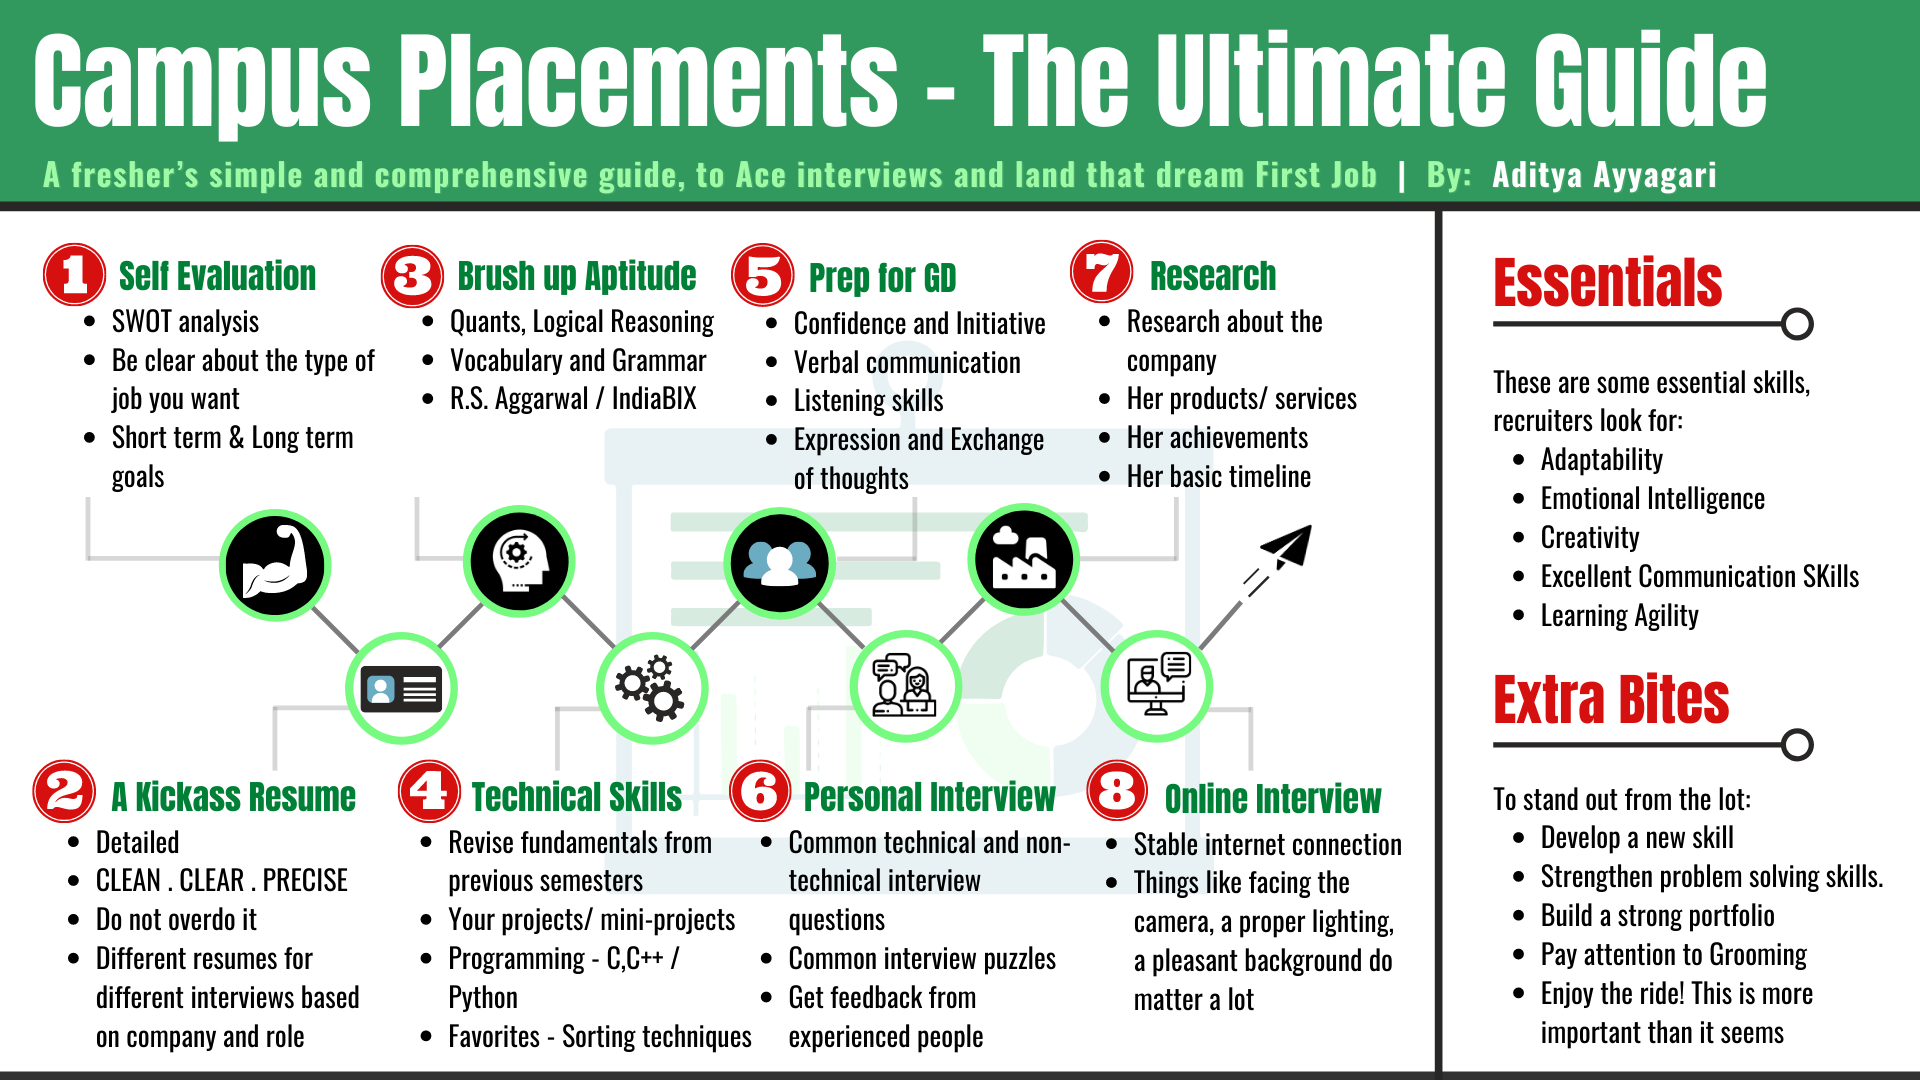 Campus Placements - The Ultimate Guide
A fresher's simple and comprehensive guide, to Ace interviews and land that dream First Job | By: Aditya Ayyagari
1 Self Evaluation
• SWOT analysis
• Be clear about the type of
job you want
• Short term & Long term
goals
3 Brush up Aptitude
• Quants, Logical Reasoning
• Vocabulary and Grammar
• R.S. Aggarwal / IndiaBIX
5 Prep for GD
• Confidence and Initiative
• Verbal communication
• Listening skills
• Expression and Exchange
of thoughts
7 Research
• Research about the
company
• Her products/ services
• Her achievements
• Her basic timeline
2 A Kickass Resume
• Detailed
• CLEAN . CLEAR . PRECISE
• Do not overdo it
• Different resumes for
different interviews based
on company and role
4 Technical Skills
• Revise fundamentals from
previous semesters
• Your projects/ mini-projects
• Programming - C,C++ /
Python
• Favorites - Sorting techniques
6 Personal Interview
• Common technical and non-
technical interview
questions
• Common interview puzzles
• Get feedback from
experienced people
8 Online Interview
• Stable internet connection
• Things like facing the
camera, a proper lighting,
a pleasant background do
matter a lot
Essentials
These are some essential skills,
recruiters look for:
• Adaptability
• Emotional Intelligence
• Creativity
• Excellent Communication SKills
• Learning Agility
Extra Bites
To stand out from the lot:
• Develop a new skill
• Strengthen problem solving skills.
• Build a strong portfolio
• Pay attention to Grooming
• Enjoy the ride! This is more
important than it seems